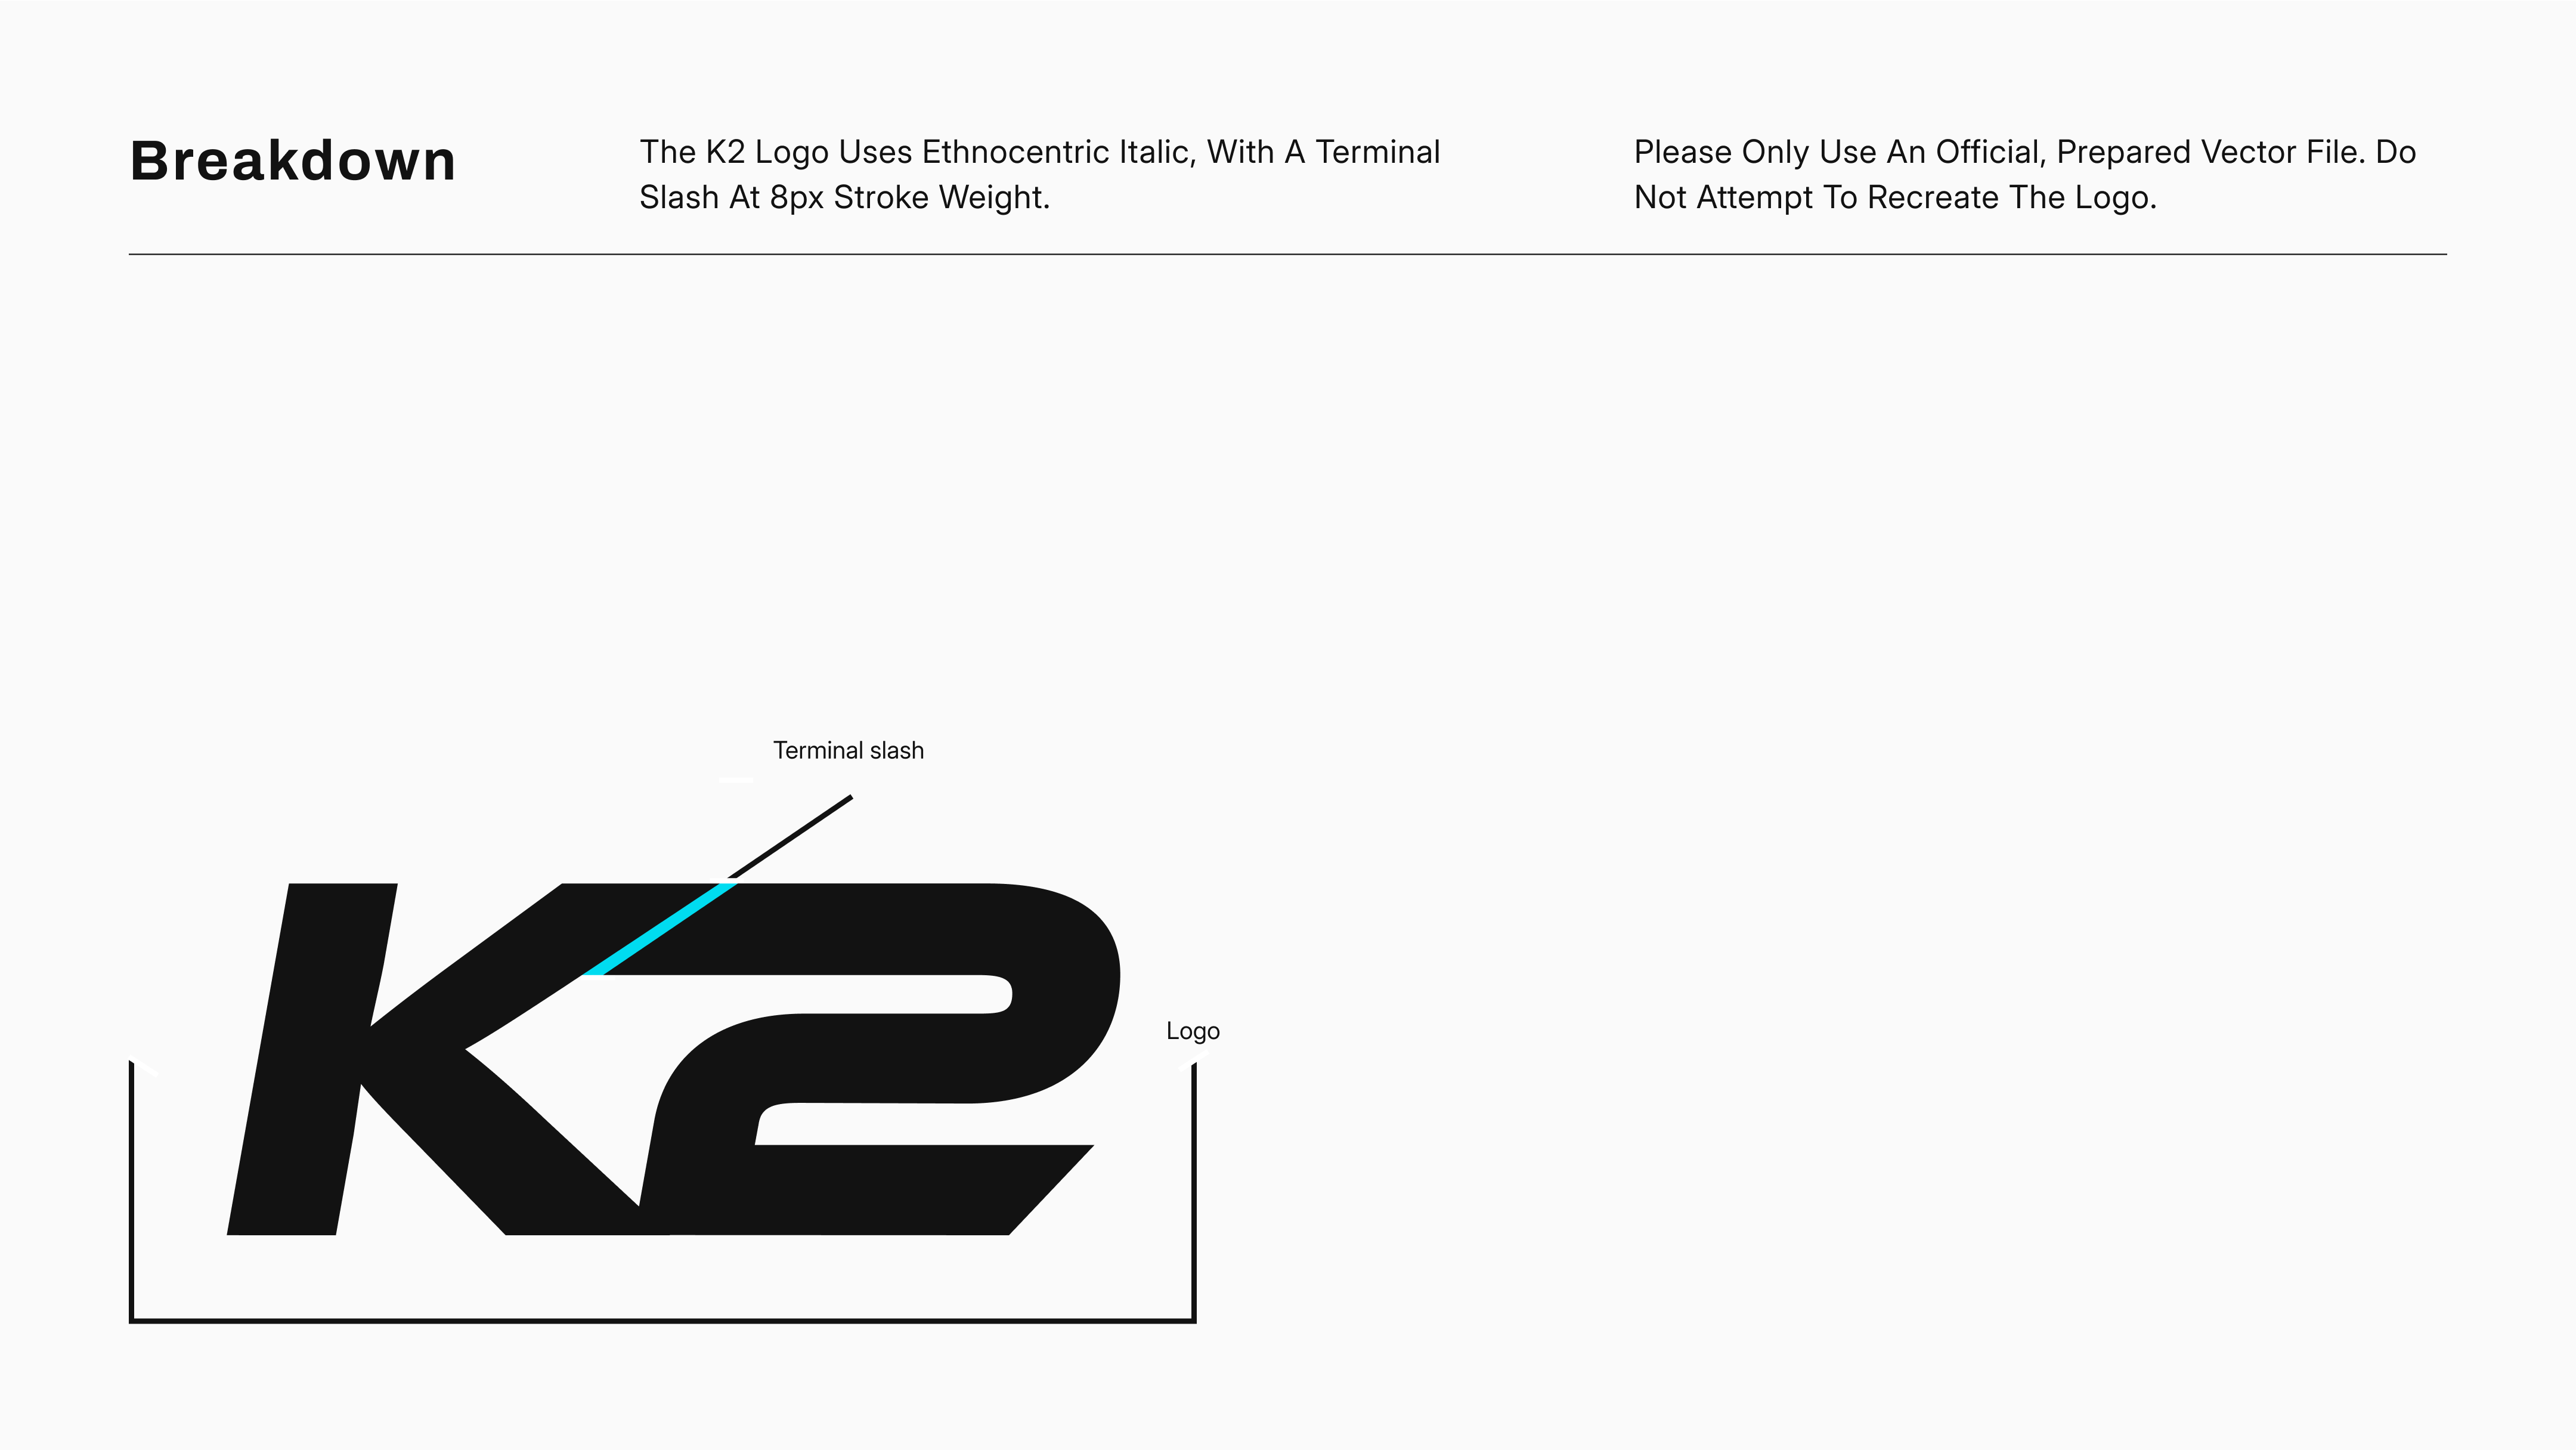 Breakdown
The K2 Logo Uses Ethnocentric Italic, With A Terminal
Slash At 8px Stroke Weight.
Please Only Use An Official, Prepared Vector File. Do
Not Attempt To Recreate The Logo.
Terminal slash
K2
Logo